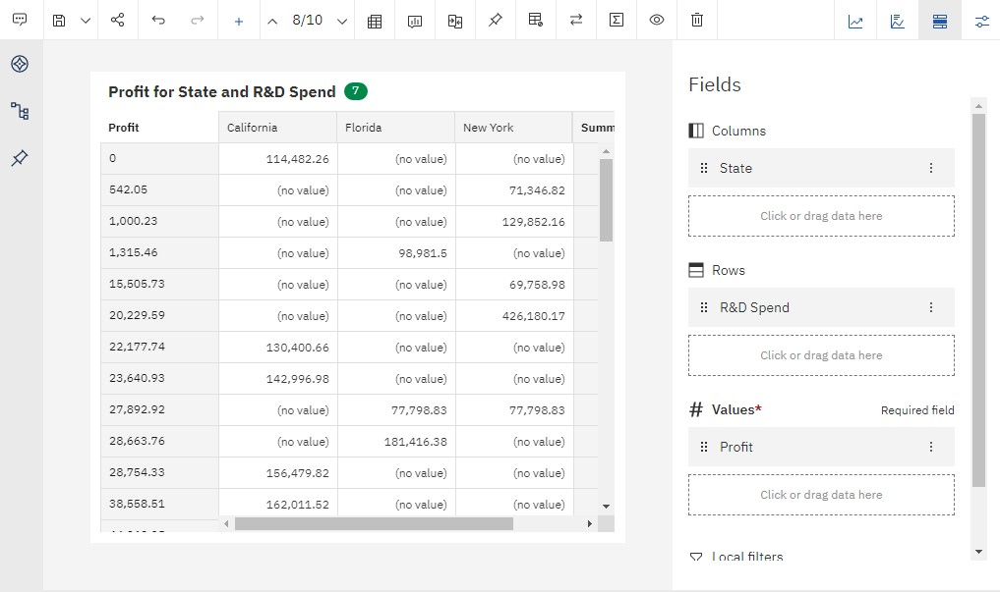 8/10
Profit for State and R&D Spend 7
Profit California Florida New York Summ
0 114,482.26 (no value) (no value)
542.05 (no value) (no value) 71,346.82
1,000.23 (no value) (no value) 129,852.16
1,315.46 (no value) 98,981.5 (no value)
15,505.73 (no value) (no value) 69,758.98
20,229.59 (no value) (no value) 426,180.17
22,177.74 130,400.66 (no value) (no value)
23,640.93 142,996.98 (no value) (no value)
27,892.92 (no value) 77,798.83 77,798.83
28,663.76 (no value) 181,416.38 (no value)
28,754.33 156,479.82 (no value) (no value)
38,558.51 162,011.52 (no value) (no value)
Fields
Columns
State
Click or drag data here
Rows
R&D Spend
Click or drag data here
# Values* Required field
Profit
Click or drag data here
Local filters